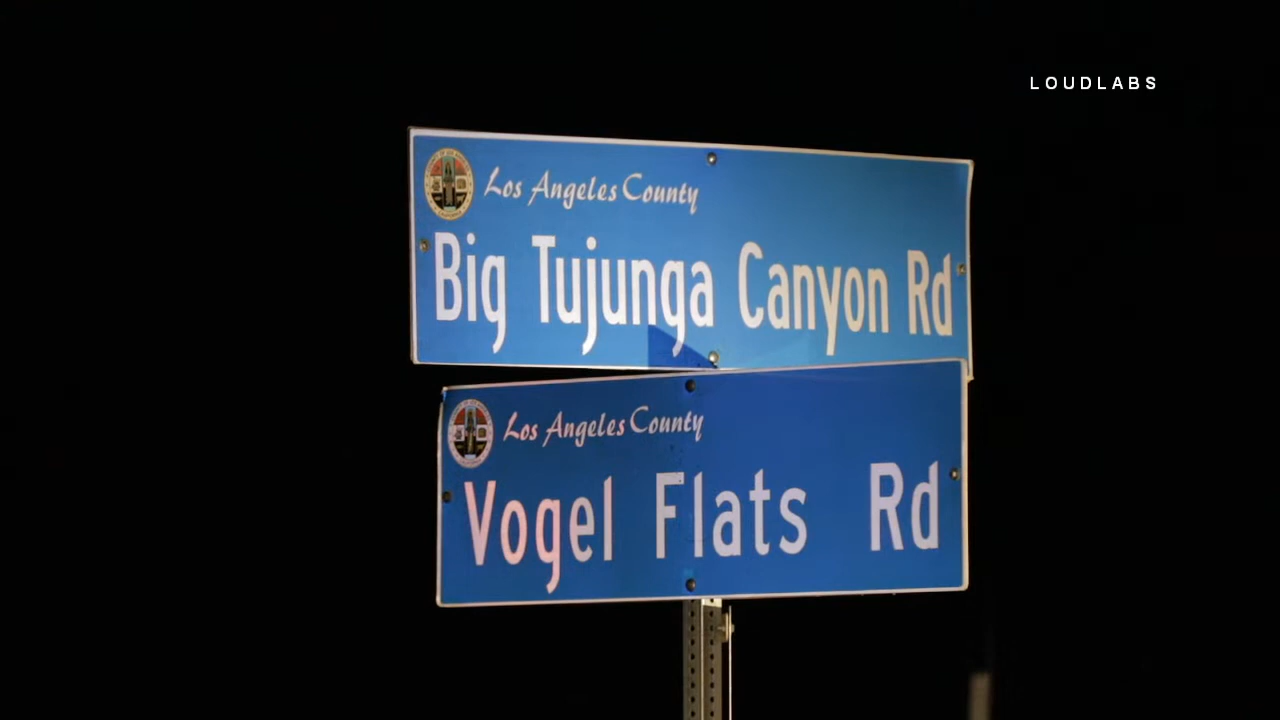 LOUDLABS
Los Angeles County
Big Tujunga Canyon Rd
Los Angeles County
Vogel Flats Rd